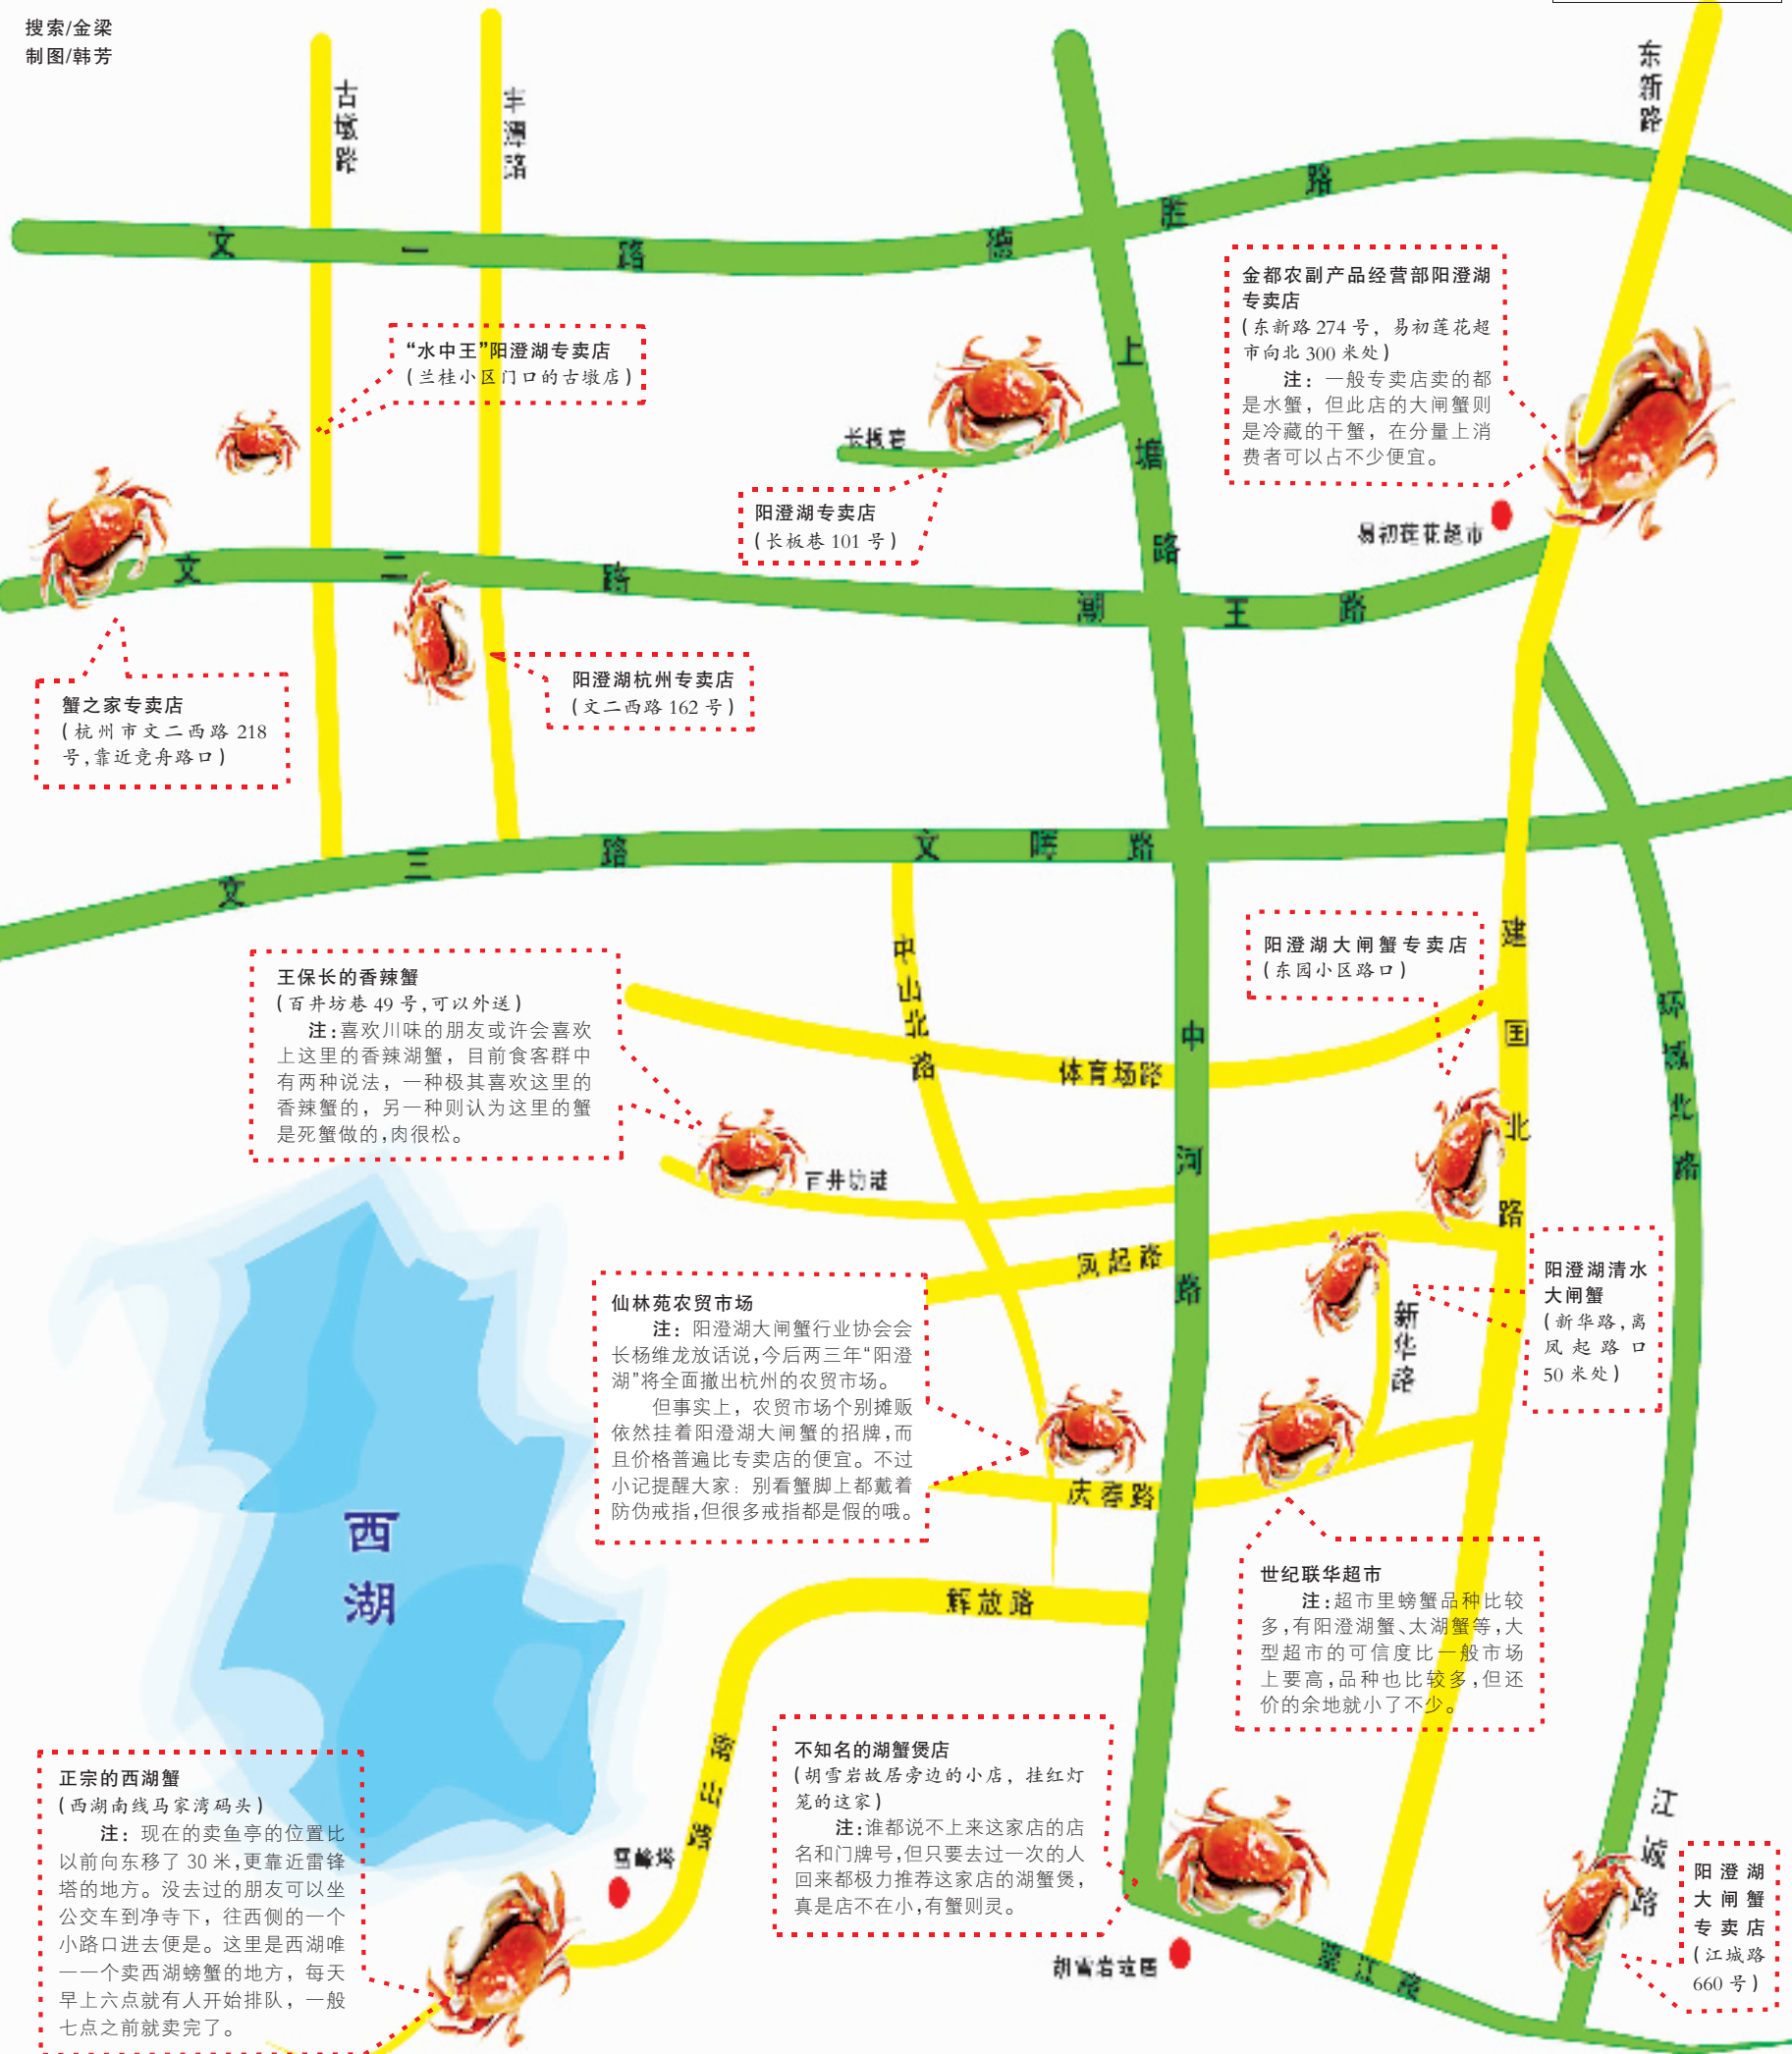 搜索/金梁
制图/韩芳
古墩路
丰潭路
东新路
文一路
德胜路
金都农副产品经营部阳澄湖
专卖店
(东新路 274 号，易初莲花超
市向北 300 米处)
注：一般专卖店卖的都
是水蟹，但此店的大闸蟹则
是冷藏的干蟹，在分量上消
费者可以占不少便宜。
“水中王”阳澄湖专卖店
(兰桂小区门口的古墩店)
上塘路
长板巷
阳澄湖专卖店
(长板巷 101 号)
易初莲花超市
文二路
潮王路
蟹之家专卖店
(杭州市文二西路 218
号,靠近竞舟路口)
阳澄湖杭州专卖店
(文二西路 162 号)
文三路
文晖路
中山北路
建国北路
环城北路
阳澄湖大闸蟹专卖店
(东园小区路口)
王保长的香辣蟹
(百井坊巷 49 号,可以外送)
注:喜欢川味的朋友或许会喜欢
上这里的香辣湖蟹，目前食客群中
有两种说法，一种极其喜欢这里的
香辣蟹的，另一种则认为这里的蟹
是死蟹做的,肉很松。
体育场路
中河路
百井坊巷
凤起路
新华路
阳澄湖清水
大闸蟹
(新华路,离
凤起路口
50 米处)
仙林苑农贸市场
注：阳澄湖大闸蟹行业协会会
长杨维龙放话说,今后两三年“阳澄
湖”将全面撤出杭州的农贸市场。
但事实上，农贸市场个别摊贩
依然挂着阳澄湖大闸蟹的招牌,而
且价格普遍比专卖店的便宜。不过
小记提醒大家：别看蟹脚上都戴着
防伪戒指,但很多戒指都是假的哦。
庆春路
西湖
解放路
世纪联华超市
注:超市里螃蟹品种比较
多,有阳澄湖蟹、太湖蟹等,大
型超市的可信度比一般市场
上要高,品种也比较多,但还
价的余地就小了不少。
南山路
不知名的湖蟹煲店
(胡雪岩故居旁边的小店，挂红灯
笼的这家)
注:谁都说不上来这家店的店
名和门牌号,但只要去过一次的人
回来都极力推荐这家店的湖蟹煲，
真是店不在小,有蟹则灵。
正宗的西湖蟹
(西湖南线马家湾码头)
注：现在的卖鱼亭的位置比
以前向东移了 30 米,更靠近雷锋
塔的地方。没去过的朋友可以坐
公交车到净寺下，往西侧的一个
小路口进去便是。这里是西湖唯
一一个卖西湖螃蟹的地方，每天
早上六点就有人开始排队，一般
七点之前就卖完了。
雷峰塔
胡雪岩故居
望江路
江城路
阳澄湖
大闸蟹
专卖店
(江城路
660 号)